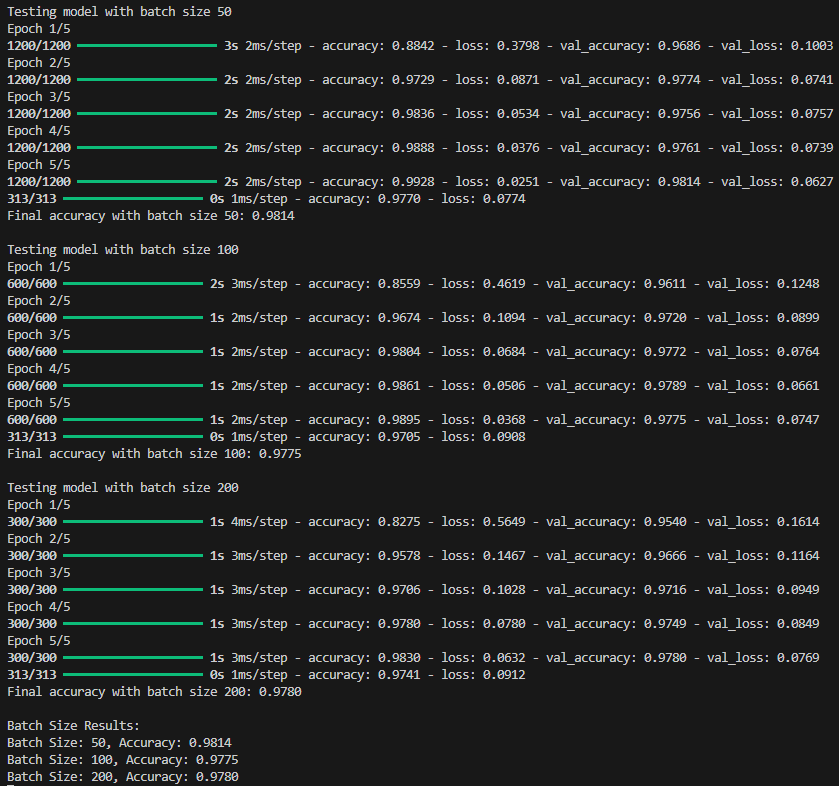 Testing model with batch size 50
Epoch 1/5
1200/1200 3s 2ms/step - accuracy: 0.8842 - loss: 0.3798 - val_accuracy: 0.9686 - val_loss: 0.1003
Epoch 2/5
1200/1200 2s 2ms/step - accuracy: 0.9729 - loss: 0.0871 - val_accuracy: 0.9774 - val_loss: 0.0741
Epoch 3/5
1200/1200 2s 2ms/step - accuracy: 0.9836 - loss: 0.0534 - val_accuracy: 0.9756 - val_loss: 0.0757
Epoch 4/5
1200/1200 2s 2ms/step - accuracy: 0.9888 - loss: 0.0376 - val_accuracy: 0.9761 - val_loss: 0.0739
Epoch 5/5
1200/1200 2s 2ms/step - accuracy: 0.9928 - loss: 0.0251 - val_accuracy: 0.9814 - val_loss: 0.0627
313/313 0s 1ms/step - accuracy: 0.9770 - loss: 0.0774
Final accuracy with batch size 50: 0.9814

Testing model with batch size 100
Epoch 1/5
600/600 2s 3ms/step - accuracy: 0.8559 - loss: 0.4619 - val_accuracy: 0.9611 - val_loss: 0.1248
Epoch 2/5
600/600 1s 2ms/step - accuracy: 0.9674 - loss: 0.1094 - val_accuracy: 0.9720 - val_loss: 0.0899
Epoch 3/5
600/600 1s 2ms/step - accuracy: 0.9804 - loss: 0.0684 - val_accuracy: 0.9772 - val_loss: 0.0764
Epoch 4/5
600/600 1s 2ms/step - accuracy: 0.9861 - loss: 0.0506 - val_accuracy: 0.9789 - val_loss: 0.0661
Epoch 5/5
600/600 1s 2ms/step - accuracy: 0.9895 - loss: 0.0368 - val_accuracy: 0.9775 - val_loss: 0.0747
313/313 0s 1ms/step - accuracy: 0.9705 - loss: 0.0908
Final accuracy with batch size 100: 0.9775

Testing model with batch size 200
Epoch 1/5
300/300 1s 4ms/step - accuracy: 0.8275 - loss: 0.5649 - val_accuracy: 0.9540 - val_loss: 0.1614
Epoch 2/5
300/300 1s 3ms/step - accuracy: 0.9578 - loss: 0.1467 - val_accuracy: 0.9666 - val_loss: 0.1164
Epoch 3/5
300/300 1s 3ms/step - accuracy: 0.9706 - loss: 0.1028 - val_accuracy: 0.9716 - val_loss: 0.0949
Epoch 4/5
300/300 1s 3ms/step - accuracy: 0.9780 - loss: 0.0780 - val_accuracy: 0.9749 - val_loss: 0.0849
Epoch 5/5
300/300 1s 3ms/step - accuracy: 0.9830 - loss: 0.0632 - val_accuracy: 0.9780 - val_loss: 0.0769
313/313 0s 1ms/step - accuracy: 0.9741 - loss: 0.0912
Final accuracy with batch size 200: 0.9780

Batch Size Results:
Batch Size: 50, Accuracy: 0.9814
Batch Size: 100, Accuracy: 0.9775
Batch Size: 200, Accuracy: 0.9780